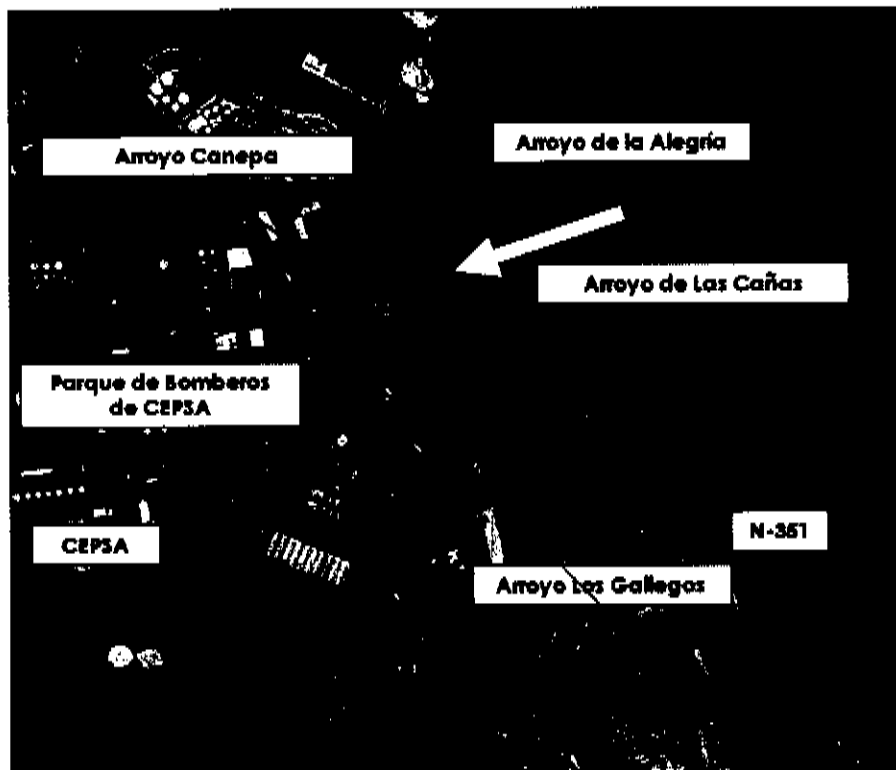 Arroyo Canepa
Arroyo de la Alegría
Arroyo de Las Cañas
Parque de Bomberos
de CEPSA
CEPSA
N-351
Arroyo Los Gallegos